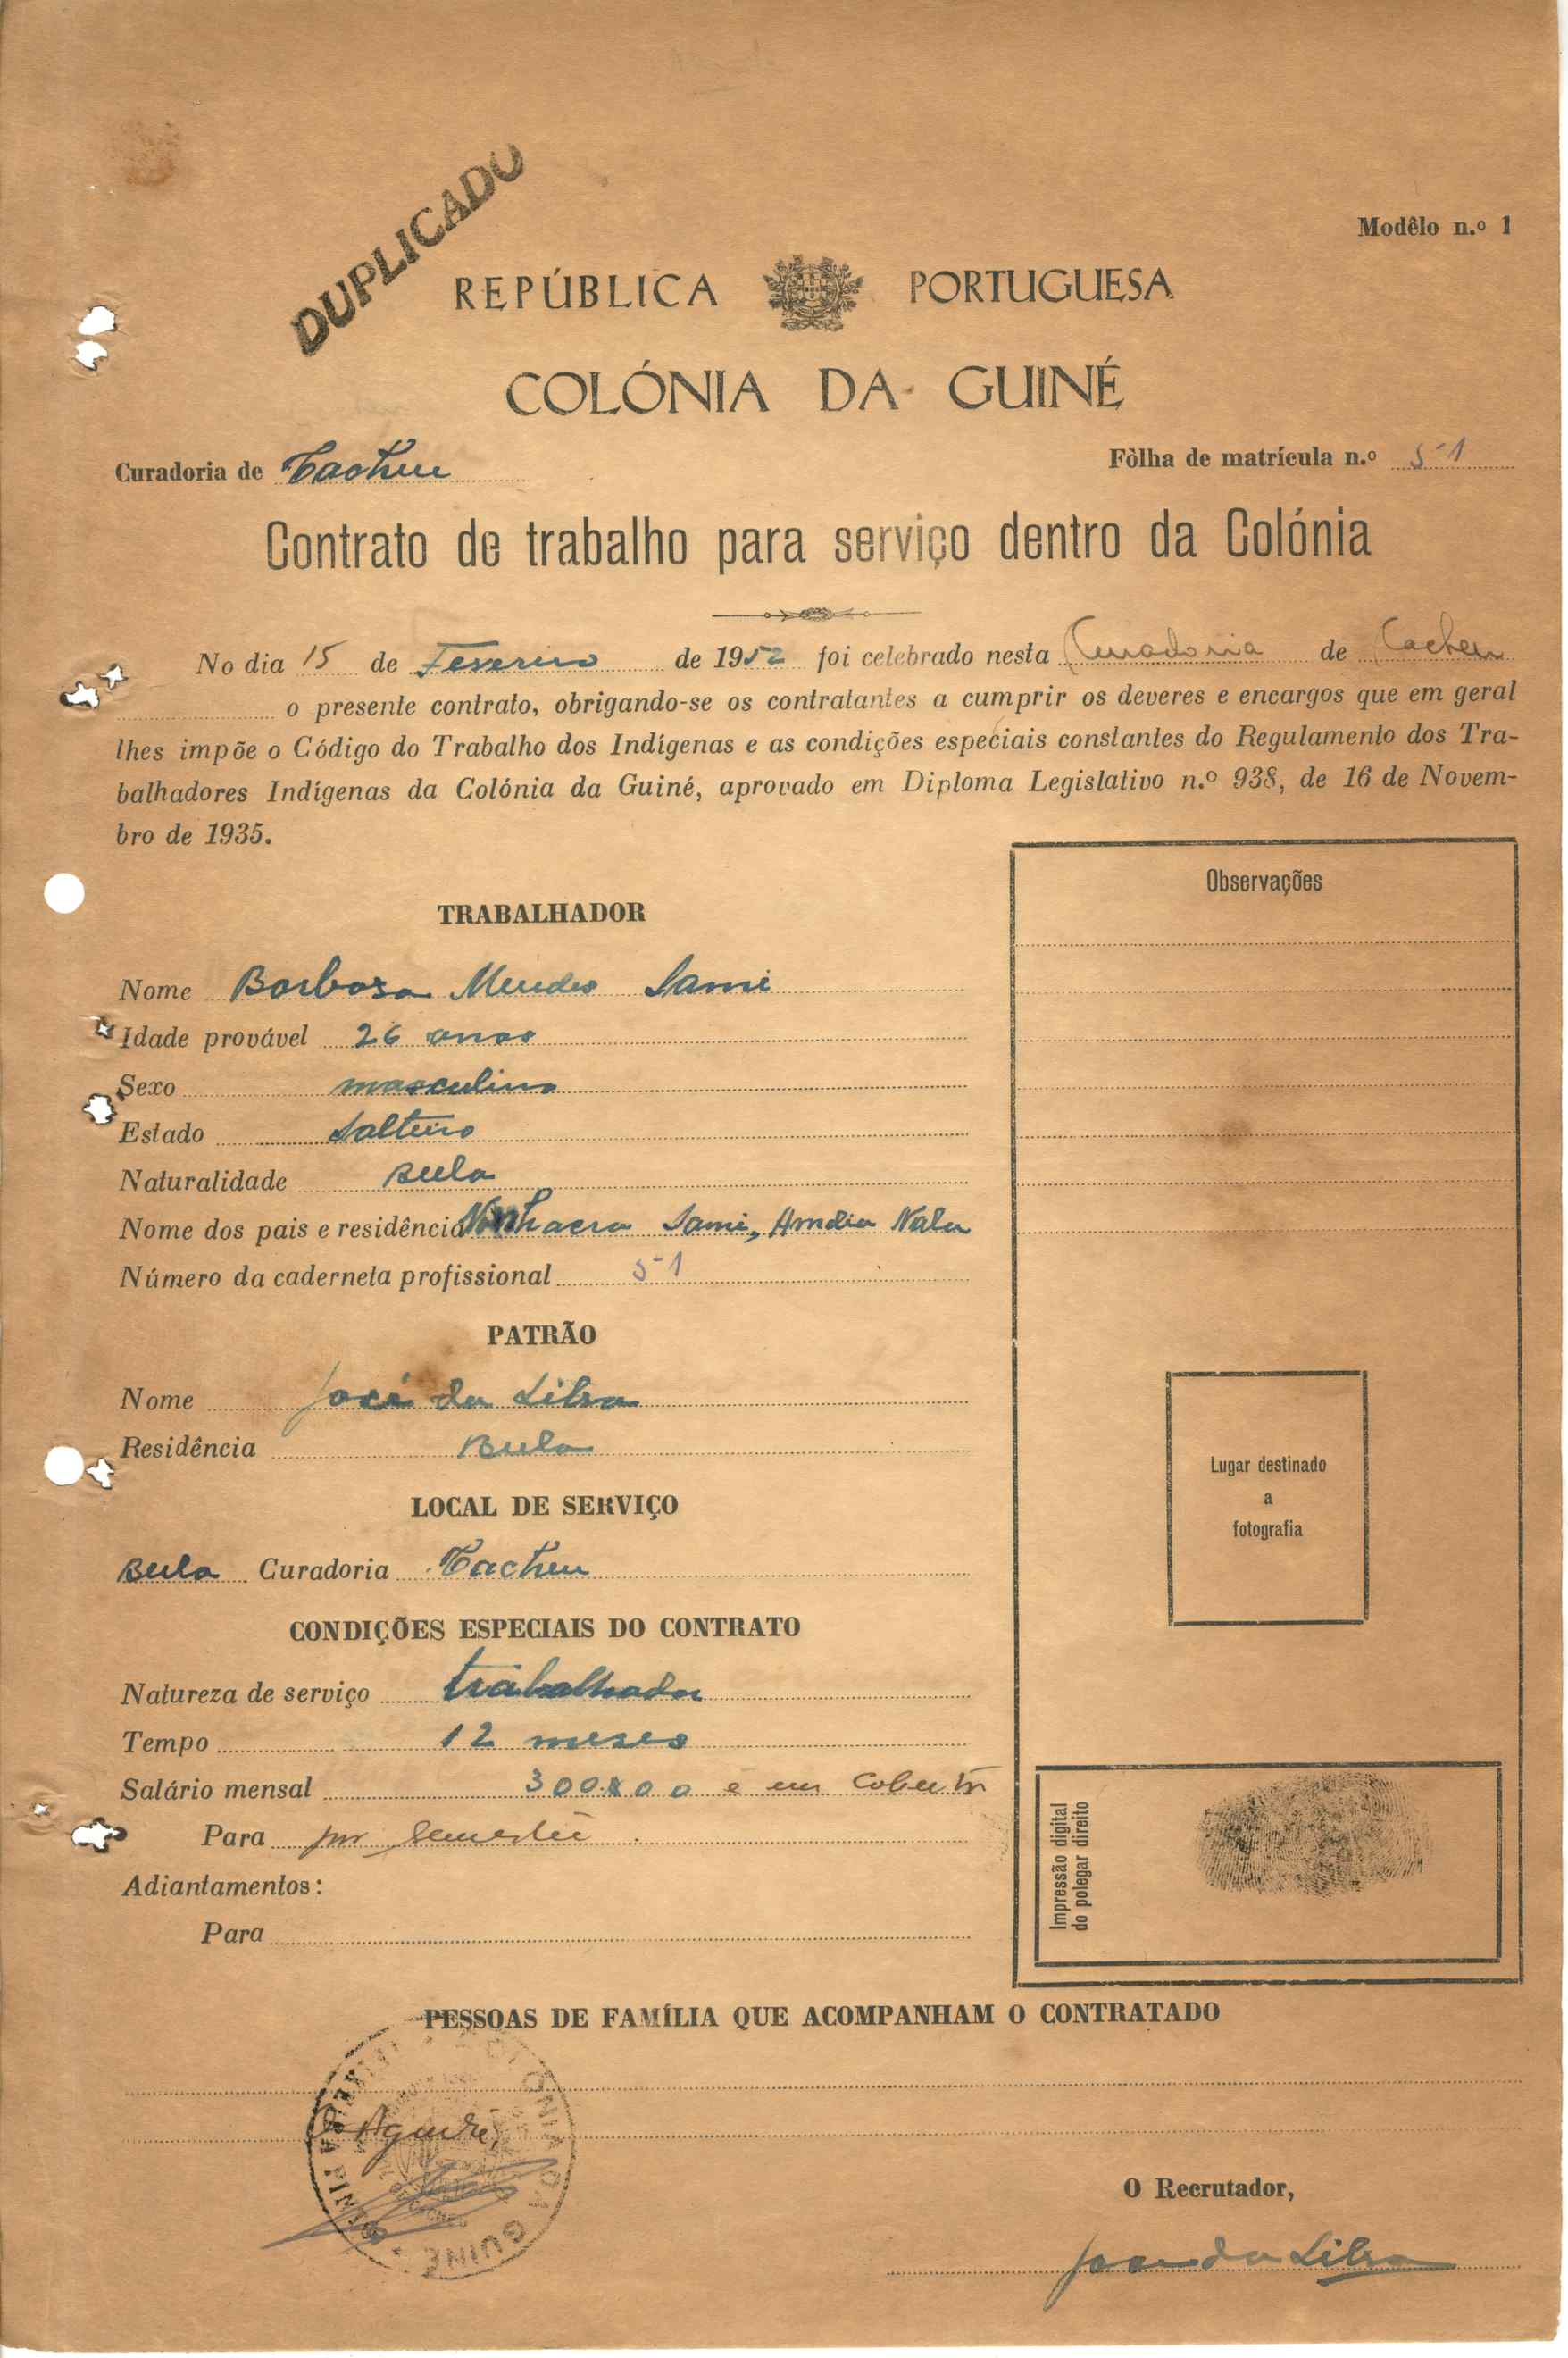 DUPLICADO
Modêlo n.º 1
REPÚBLICA PORTUGUESA
COLÓNIA DA GUINÉ
Curadoria de Cacheu Fôlha de matrícula n.º 51
Contrato de trabalho para serviço dentro da Colónia
No dia 15 de Fevereiro de 1952 foi celebrado nesta Curadoria de Cacheu
o presente contrato, obrigando-se os contratantes a cumprir os deveres e encargos que em geral
lhes impõe o Código do Trabalho dos Indígenas e as condições especiais constantes do Regulamento dos Tra-
balhadores Indígenas da Colónia da Guiné, aprovado em Diploma Legislativo n.º 938, de 16 de Novem-
bro de 1935.
Observações
TRABALHADOR
Nome Barbosa Mendes Sami
Idade provável 26 anos
Sexo masculino
Estado Solteiro
Naturalidade Bula
Nome dos pais e residência Sami, Amelia
Número da caderneta profissional 51
PATRÃO
Nome José da Silva
Residência Bula
Lugar destinado
a
fotografia
LOCAL DE SERVIÇO
Bula Curadoria Cacheu
CONDIÇÕES ESPECIAIS DO CONTRATO
Natureza de serviço trabalhador
Tempo 12 meses
Salário mensal 300$00 e um
Para por semestre
Adiantamentos:
Para
Impressão digital
do polegar direito
PESSOAS DE FAMÍLIA QUE ACOMPANHAM O CONTRATADO
GUINÉ
O Recrutador,
José da Silva